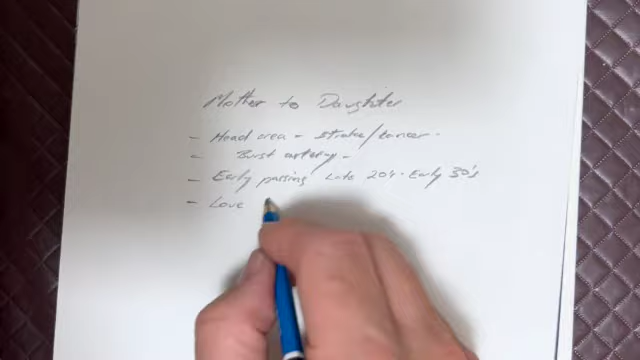 Mother to Daughter
- Head area - Stroke/cancer.
- Burst artery -
- Early passing Late 20's - Early 30's
- Love